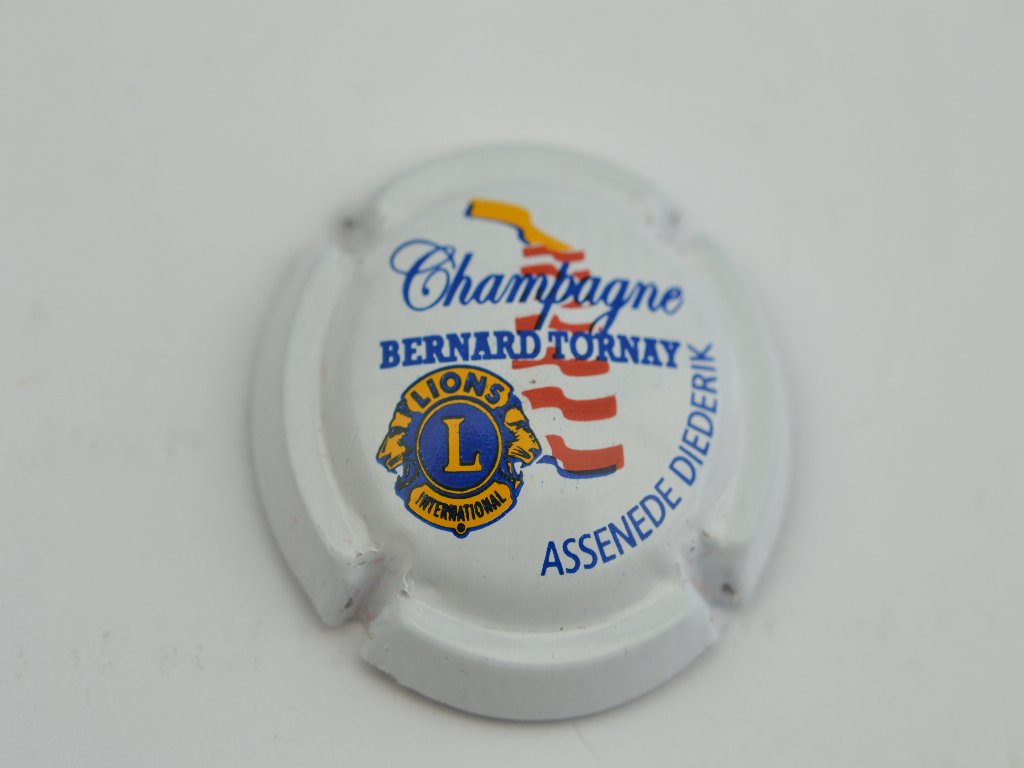 Champagne
BERNARD TORNAY
LIONS
L
INTERNATIONAL
ASSENEDE DIEDERIK